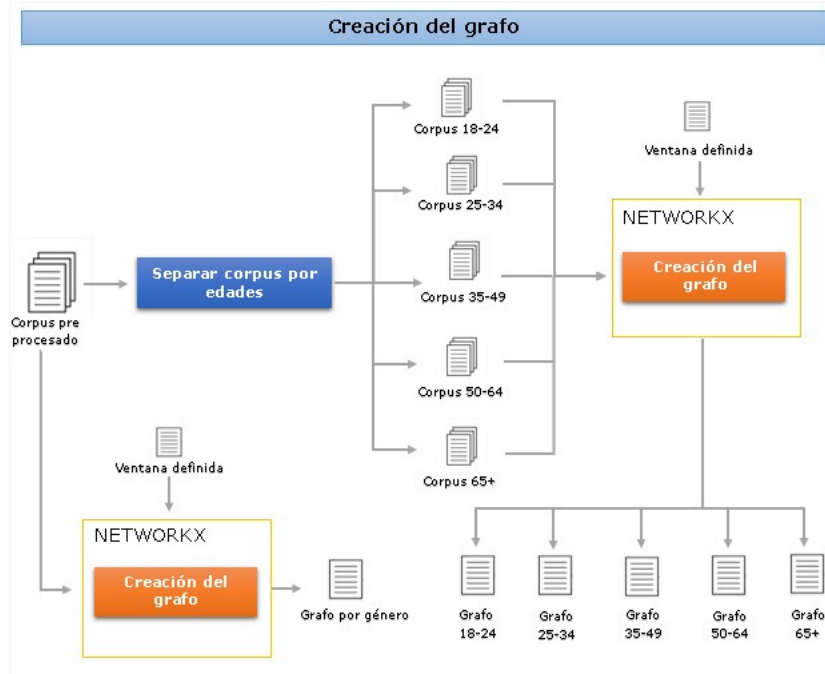 Creación del grafo
Corpus 18-24
Ventana definida
Corpus 25-34
NETWORKX
Separar corpus por
edades
Creación del
grafo
Corpus 35-49
Corpus pre
procesado
Corpus 50-64
Ventana definida
Corpus 65+
NETWORKX
Creación del
grafo
Grafo por género
Grafo
18-24
Grafo
25-34
Grafo
35-49
Grafo
50-64
Grafo
65+